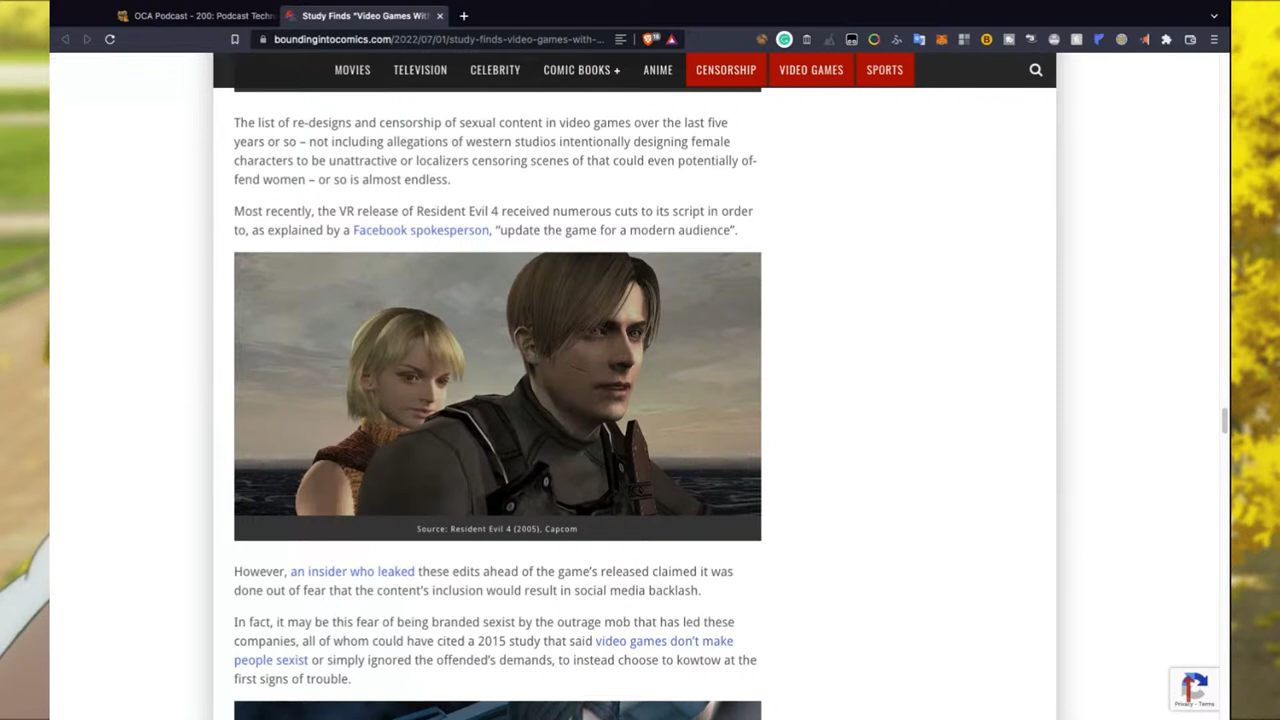 OCA Podcast - 200: Podcast Techn
Study Finds "Video Games With
boundingintocomics.com/2022/07/01/study-finds-video-games-with-...
MOVIES TELEVISION CELEBRITY COMIC BOOKS + ANIME CENSORSHIP VIDEO GAMES SPORTS
The list of re-designs and censorship of sexual content in video games over the last five
years or so – not including allegations of western studios intentionally designing female
characters to be unattractive or localizers censoring scenes of that could even potentially of-
fend women – or so is almost endless.
Most recently, the VR release of Resident Evil 4 received numerous cuts to its script in order
to, as explained by a Facebook spokesperson, “update the game for a modern audience”.
Source: Resident Evil 4 (2005), Capcom
However, an insider who leaked these edits ahead of the game’s released claimed it was
done out of fear that the content’s inclusion would result in social media backlash.
In fact, it may be this fear of being branded sexist by the outrage mob that has led these
companies, all of whom could have cited a 2015 study that said video games don’t make
people sexist or simply ignored the offended’s demands, to instead choose to kowtow at the
first signs of trouble.
Privacy - Terms